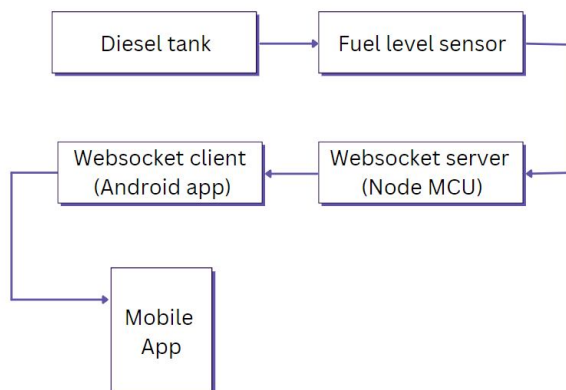 Diesel tank
Fuel level sensor
Websocket client
(Android app)
Websocket server
(Node MCU)
Mobile
App